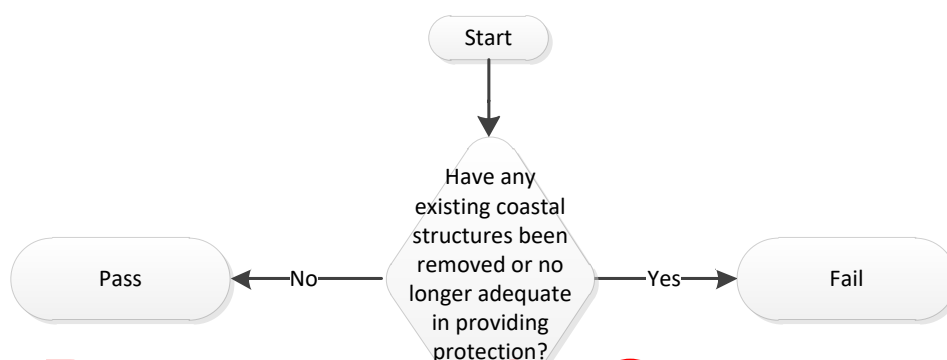 Start
Have any
existing coastal
structures been
removed or no
longer adequate
in providing
protection?
Pass
No
Yes
Fail